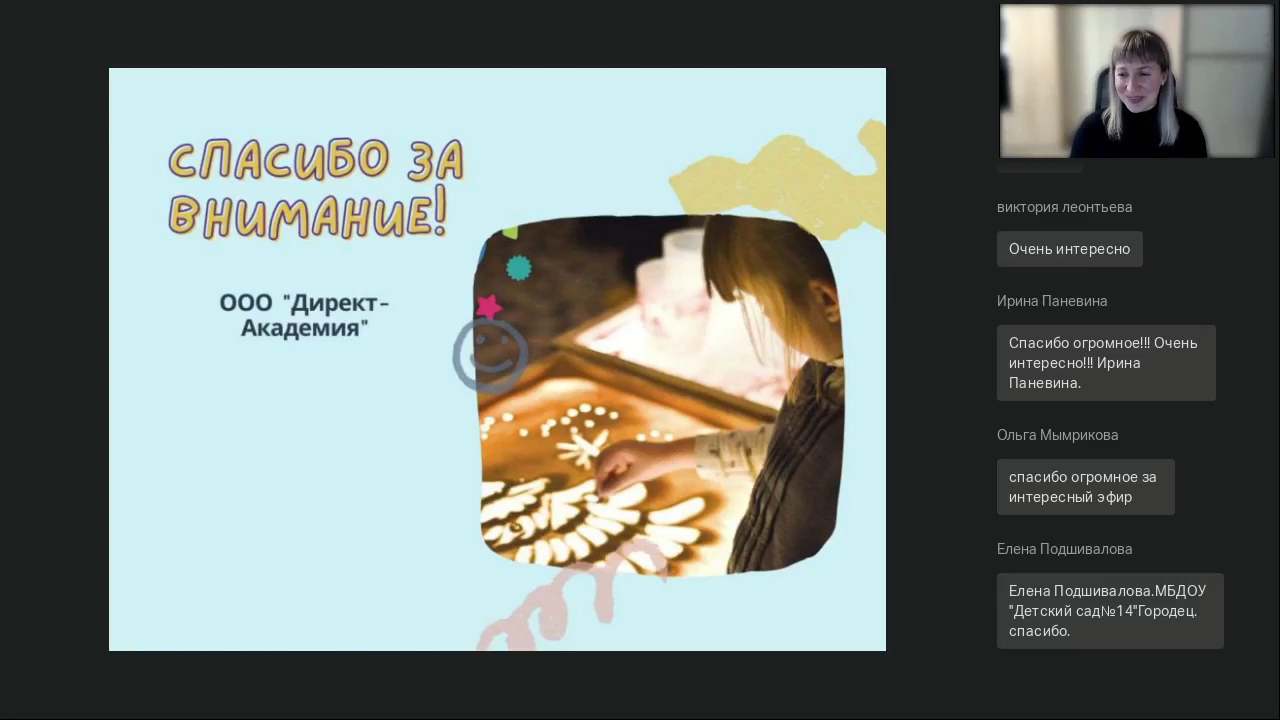 СПАСИБО ЗА
ВНИМАНИЕ!
ООО "Директ-
Академия"
виктория леонтьева
Очень интересно
Ирина Паневина
Спасибо огромное!!! Очень
интересно!!! Ирина
Паневина.
Ольга Мымрикова
спасибо огромное за
интересный эфир
Елена Подшивалова
Елена Подшивалова.МБДОУ
"Детский сад№14"Городец.
спасибо.